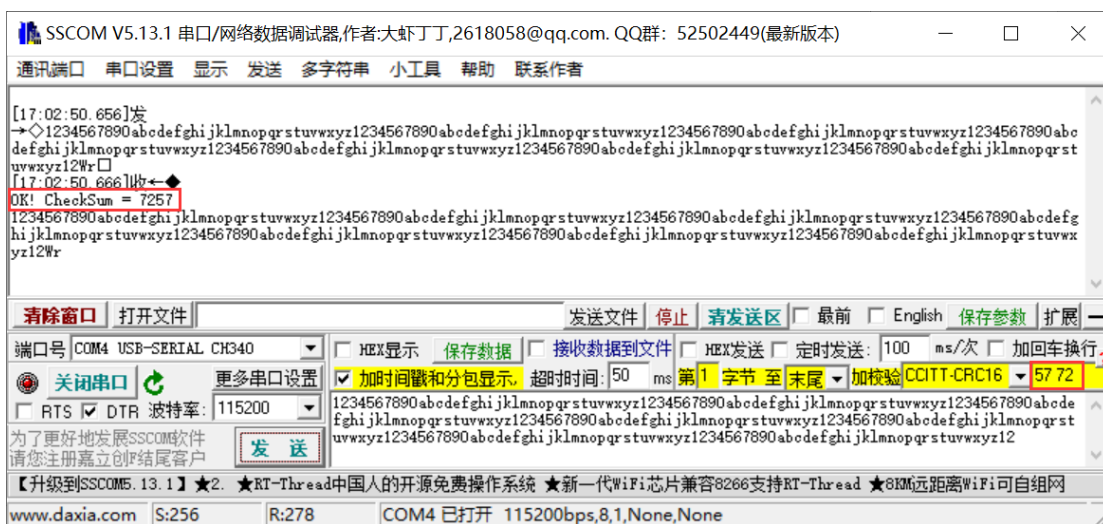 SSCOM V5.13.1 串口/网络数据调试器,作者:大虾丁丁,2618058@qq.com. QQ群: 52502449(最新版本)
通讯端口 串口设置 显示 发送 多字符串 小工具 帮助 联系作者
[17:02:50.656]发
→◇1234567890abcdefghijklmnopqrstuvwxyz1234567890abcdefghijklmnopqrstuvwxyz1234567890abcdefghijklmnopqrstuvwxyz1234567890abc
defghijklmnopqrstuvwxyz1234567890abcdefghijklmnopqrstuvwxyz1234567890abcdefghijklmnopqrstuvwxyz1234567890abcdefghijklmnopqrst
uvwxyz12Wr□
[17:02:50.666]收←◆
OK! CheckSum = 7257
1234567890abcdefghijklmnopqrstuvwxyz1234567890abcdefghijklmnopqrstuvwxyz1234567890abcdefghijklmnopqrstuvwxyz1234567890abcdefg
hijklmnopqrstuvwxyz1234567890abcdefghijklmnopqrstuvwxyz1234567890abcdefghijklmnopqrstuvwxyz1234567890abcdefghijklmnopqrstuvwx
yz12Wr
清除窗口 打开文件 发送文件 停止 清发送区 最前 English 保存参数 扩展 —
端口号 COM4 USB-SERIAL CH340 HEX显示 保存数据 接收数据到文件 HEX发送 定时发送: 100 ms/次 加回车换行
关闭串口 更多串口设置 加时间戳和分包显示, 超时时间: 50 ms 第1 字节 至 末尾 加校验 CCITT-CRC16 57 72
RTS DTR 波特率: 115200
1234567890abcdefghijklmnopqrstuvwxyz1234567890abcdefghijklmnopqrstuvwxyz1234567890abcdefghijklmnopqrstuvwxyz1234567890abcde
fghijklmnopqrstuvwxyz1234567890abcdefghijklmnopqrstuvwxyz1234567890abcdefghijklmnopqrstuvwxyz1234567890abcdefghijklmnopqrst
uvwxyz1234567890abcdefghijklmnopqrstuvwxyz1234567890abcdefghijklmnopqrstuvwxyz12
为了更好地发展SSCOM软件
请您注册嘉立创F结尾客户
发 送
【升级到SSCOM5.13.1】★2. ★RT-Thread中国人的开源免费操作系统 ★新一代WiFi芯片兼容8266支持RT-Thread ★8KM远距离WiFi可自组网
www.daxia.com S:256 R:278 COM4 已打开 115200bps,8,1,None,None